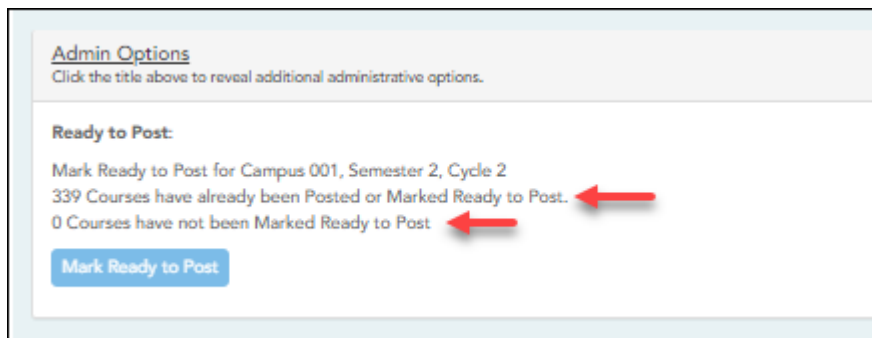 Admin Options
Click the title above to reveal additional administrative options.
Ready to Post:
Mark Ready to Post for Campus 001, Semester 2, Cycle 2
339 Courses have already been Posted or Marked Ready to Post.
0 Courses have not been Marked Ready to Post
Mark Ready to Post